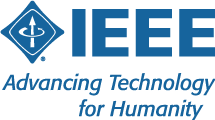 ® IEEE
Advancing Technology
for Humanity